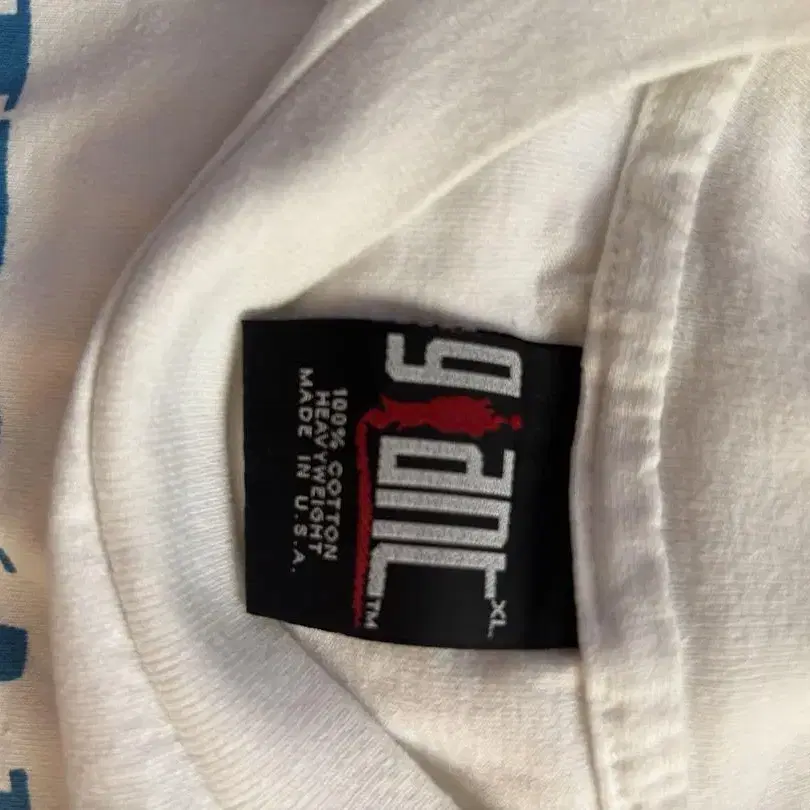 giant
XL
TM
100% COTTON
HEAVYWEIGHT
MADE IN U.S.A.